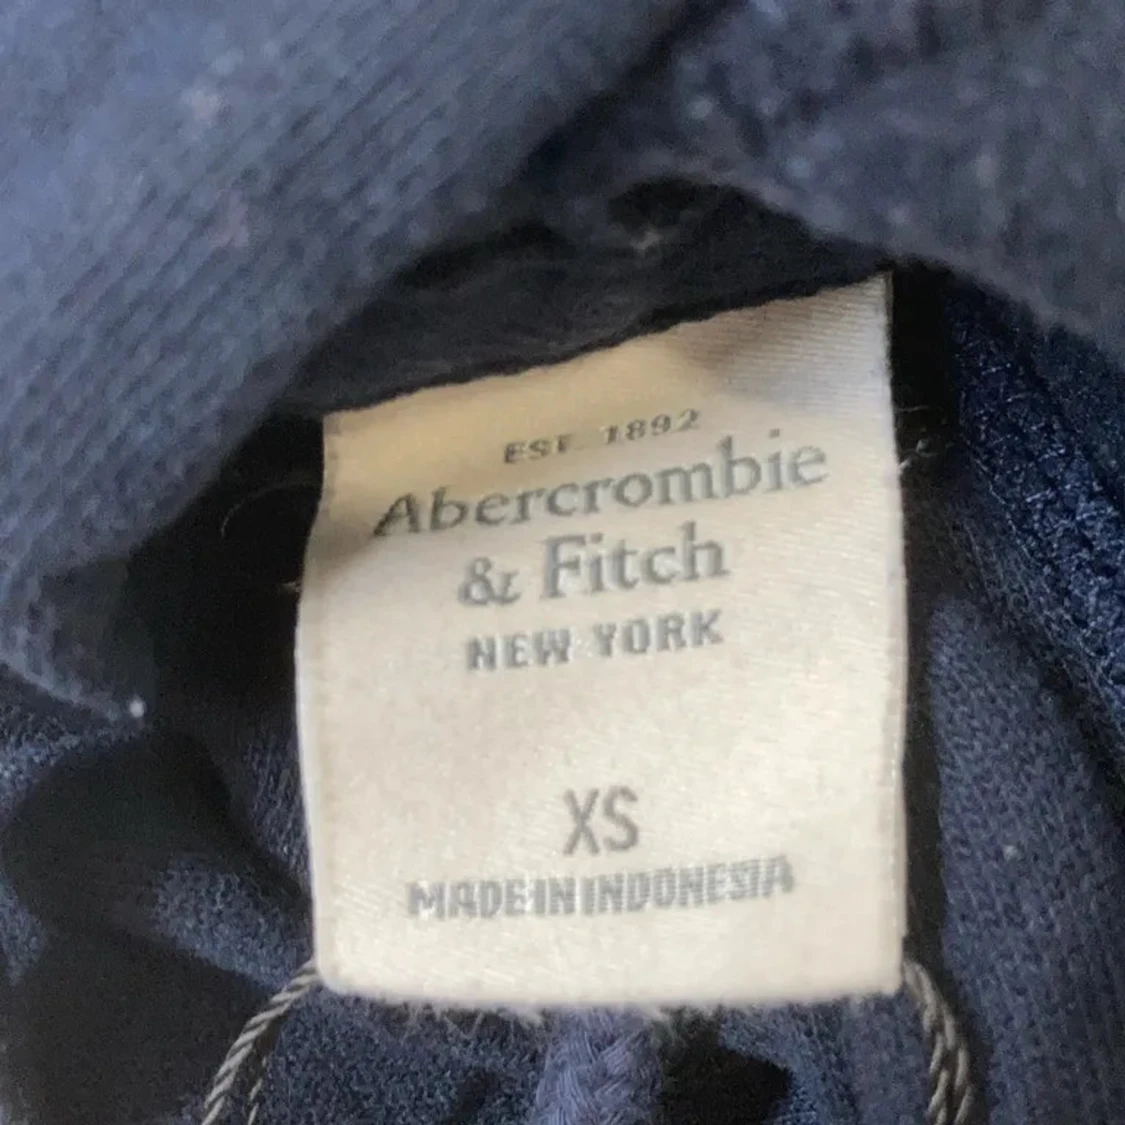 EST. 1892
Abercrombie
& Fitch
NEW YORK
XS
MADE IN INDONESIA